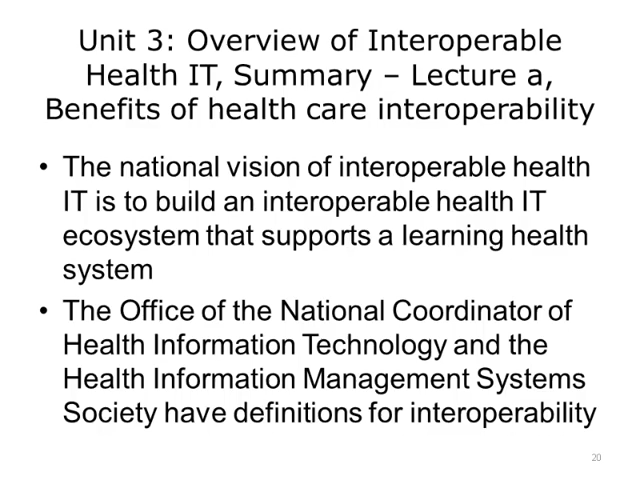 Unit 3: Overview of Interoperable
Health IT, Summary – Lecture a,
Benefits of health care interoperability
• The national vision of interoperable health
IT is to build an interoperable health IT
ecosystem that supports a learning health
system
• The Office of the National Coordinator of
Health Information Technology and the
Health Information Management Systems
Society have definitions for interoperability
20